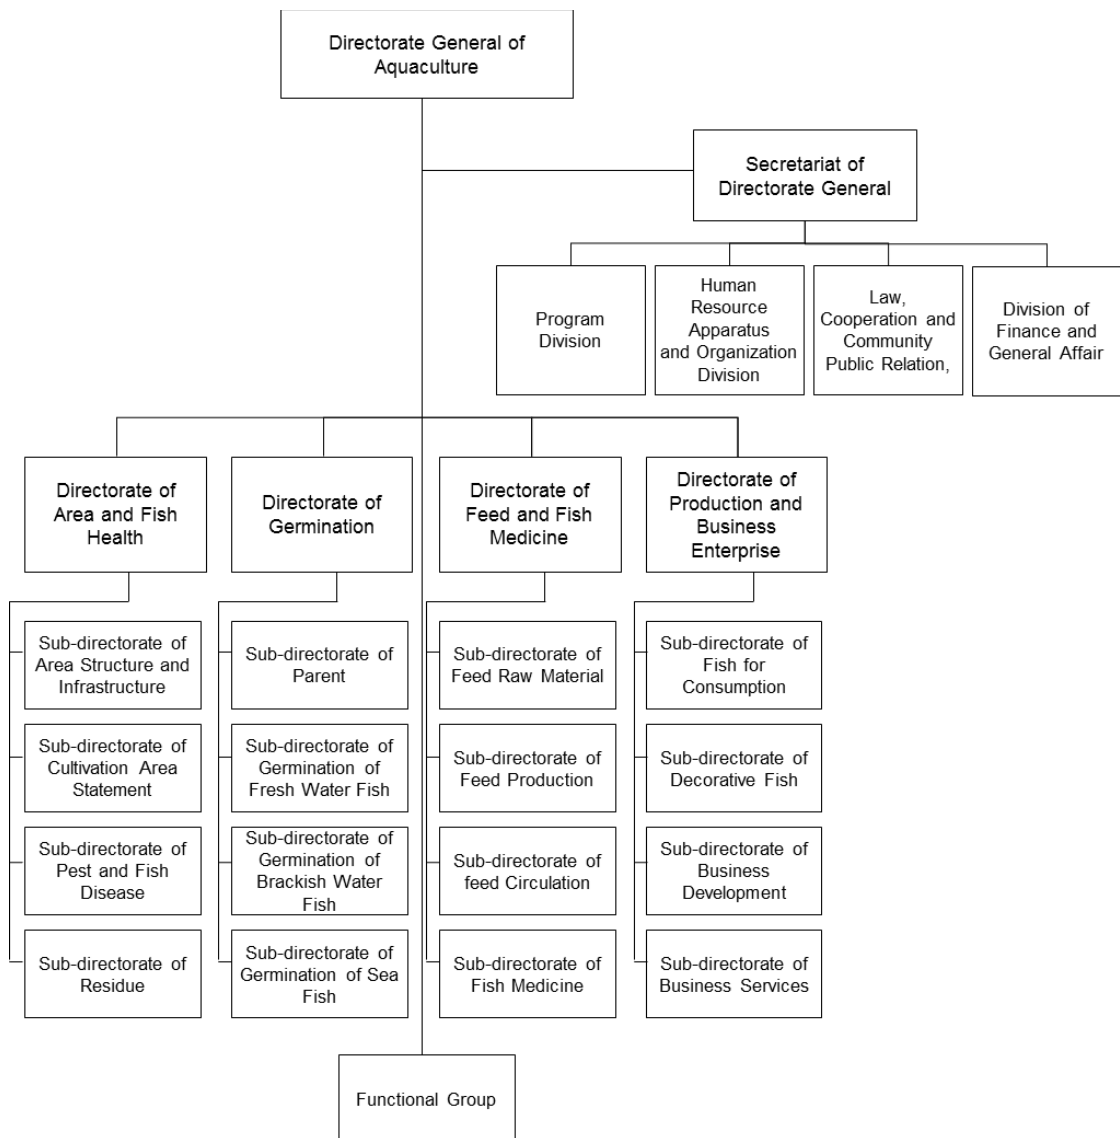 Directorate General of
Aquaculture
Secretariat of
Directorate General
Program
Division
Human
Resource
Apparatus
and Organization
Division
Law,
Cooperation and
Community
Public Relation,
Division of
Finance and
General Affair
Directorate of
Area and Fish
Health
Directorate of
Germination
Directorate of
Feed and Fish
Medicine
Directorate of
Production and
Business
Enterprise
Sub-directorate of
Area Structure and
Infrastructure
Sub-directorate of
Parent
Sub-directorate of
Feed Raw Material
Sub-directorate of
Fish for
Consumption
Sub-directorate of
Cultivation Area
Statement
Sub-directorate of
Germination of
Fresh Water Fish
Sub-directorate of
Feed Production
Sub-directorate of
Decorative Fish
Sub-directorate of
Pest and Fish
Disease
Sub-directorate of
Germination of
Brackish Water
Fish
Sub-directorate of
feed Circulation
Sub-directorate of
Business
Development
Sub-directorate of
Residue
Sub-directorate of
Germination of Sea
Fish
Sub-directorate of
Fish Medicine
Sub-directorate of
Business Services
Functional Group